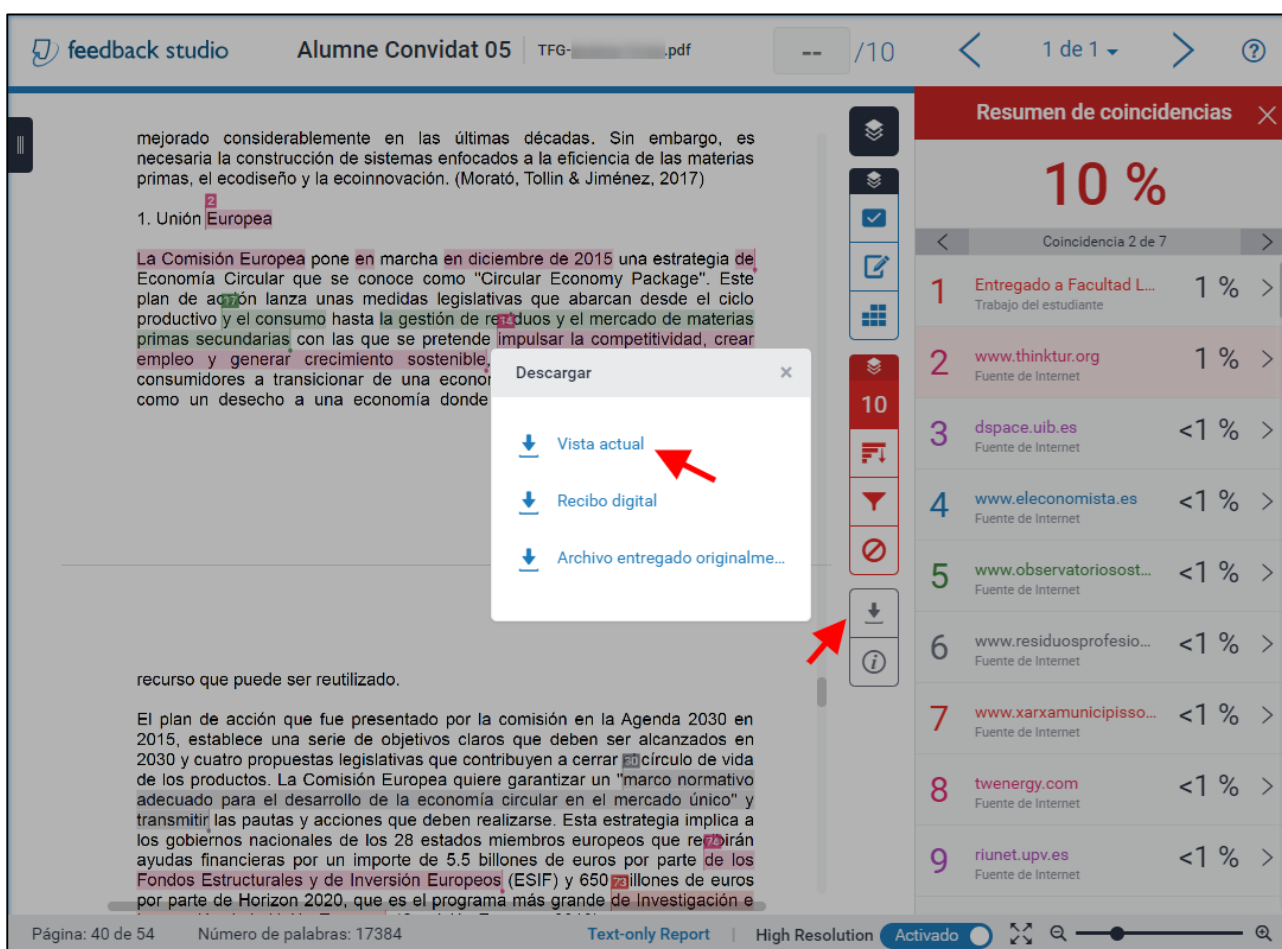 feedback studio Alumne Convidat 05 TFG- .pdf -- /10 1 de 1 ?
Resumen de coincidencias
10 %
Coincidencia 2 de 7
mejorado considerablemente en las últimas décadas. Sin embargo, es
necesaria la construcción de sistemas enfocados a la eficiencia de las materias
primas, el ecodiseño y la ecoinnovación. (Morató, Tollin & Jiménez, 2017)
2
1. Unión Europea
La Comisión Europea pone en marcha en diciembre de 2015 una estrategia de
Economía Circular que se conoce como "Circular Economy Package". Este
plan de ac17ón lanza unas medidas legislativas que abarcan desde el ciclo
productivo y el consumo hasta la gestión de re14duos y el mercado de materias
primas secundarias con las que se pretende impulsar la competitividad, crear
empleo y generar crecimiento sostenible,
consumidores a transicionar de una econor
como un desecho a una economía donde
Descargar ×
Vista actual
Recibo digital
Archivo entregado originalme...
recurso que puede ser reutilizado.
El plan de acción que fue presentado por la comisión en la Agenda 2030 en
2015, establece una serie de objetivos claros que deben ser alcanzados en
2030 y cuatro propuestas legislativas que contribuyen a cerrar círculo de vida
de los productos. La Comisión Europea quiere garantizar un "marco normativo
adecuado para el desarrollo de la economía circular en el mercado único" y
transmitir las pautas y acciones que deben realizarse. Esta estrategia implica a
los gobiernos nacionales de los 28 estados miembros europeos que re74birán
ayudas financieras por un importe de 5.5 billones de euros por parte de los
Fondos Estructurales y de Inversión Europeos (ESIF) y 650 73illones de euros
por parte de Horizon 2020, que es el programa más grande de Investigación e
10
i
1 Entregado a Facultad L... 1 %
Trabajo del estudiante
2 www.thinktur.org 1 %
Fuente de Internet
3 dspace.uib.es <1 %
Fuente de Internet
4 www.eleconomista.es <1 %
Fuente de Internet
5 www.observatoriosost... <1 %
Fuente de Internet
6 www.residuosprofesio... <1 %
Fuente de Internet
7 www.xarxamunicipisso... <1 %
Fuente de Internet
8 twenergy.com <1 %
Fuente de Internet
9 riunet.upv.es <1 %
Fuente de Internet
Página: 40 de 54 Número de palabras: 17384 Text-only Report | High Resolution Activado